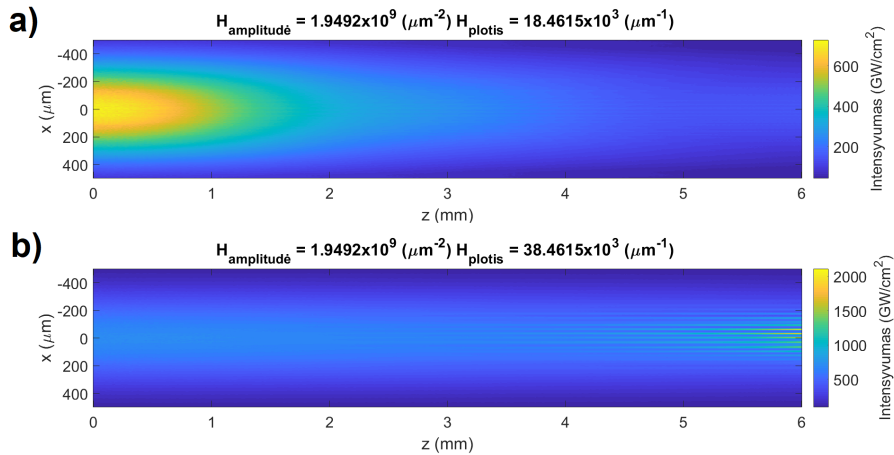 a)
H_amplitudė = 1.9492x10^9 (μm^-2) H_plotis = 18.4615x10^3 (μm^-1)
-400
-200
0
200
400
x (μm)
0 1 2 3 4 5 6
z (mm)
600
400
200
Intensyvumas (GW/cm^2)
b)
H_amplitudė = 1.9492x10^9 (μm^-2) H_plotis = 38.4615x10^3 (μm^-1)
-400
-200
0
200
400
x (μm)
0 1 2 3 4 5 6
z (mm)
2000
1500
1000
500
Intensyvumas (GW/cm^2)